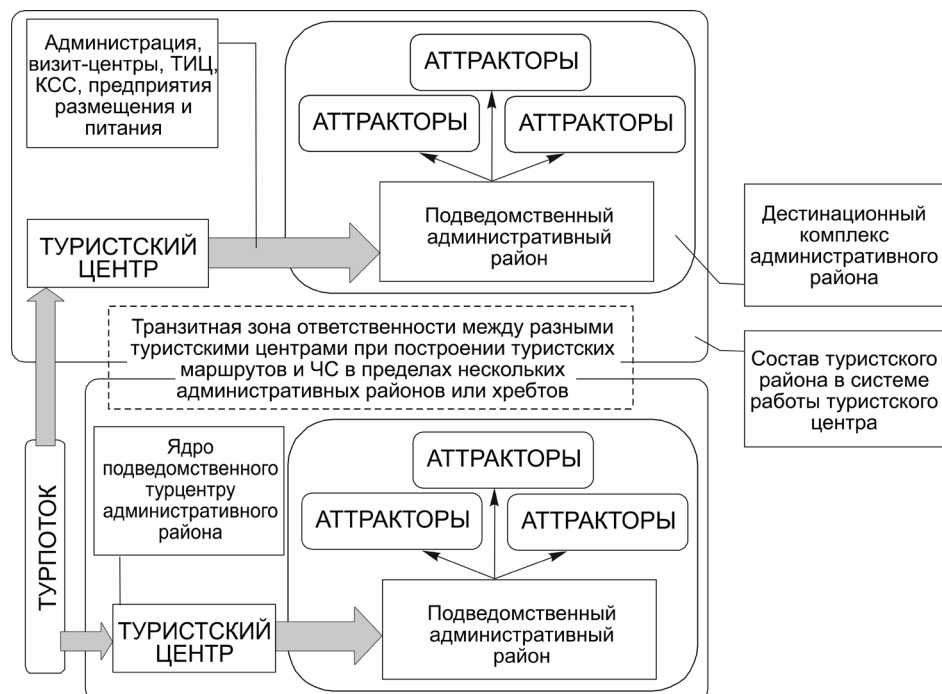 Администрация,
визит-центры, ТИЦ,
КСС, предприятия
размещения и
питания
АТТРАКТОРЫ
АТТРАКТОРЫ
АТТРАКТОРЫ
Подведомственный
административный
район
ТУРИСТСКИЙ
ЦЕНТР
Дестинационный
комплекс
административного
района
Транзитная зона ответственности между разными
туристскими центрами при построении туристских
маршрутов и ЧС в пределах нескольких
административных районов или хребтов
Состав туристского
района в системе
работы туристского
центра
ТУРПОТОК
Ядро
подведомственного
турцентру
административного
района
АТТРАКТОРЫ
АТТРАКТОРЫ
АТТРАКТОРЫ
Подведомственный
административный
район
ТУРИСТСКИЙ
ЦЕНТР